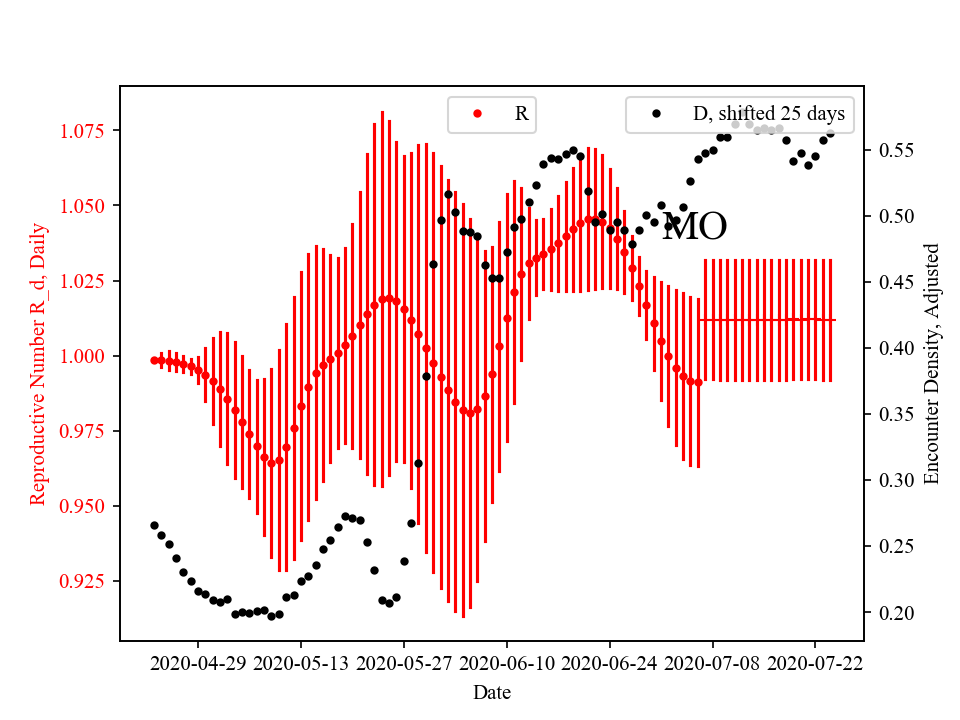 R
D, shifted 25 days
MO
Reproductive Number R_d, Daily
1.075
1.050
1.025
1.000
0.975
0.950
0.925
Encounter Density, Adjusted
0.55
0.50
0.45
0.40
0.35
0.30
0.25
0.20
2020-04-29 2020-05-13 2020-05-27 2020-06-10 2020-06-24 2020-07-08 2020-07-22
Date